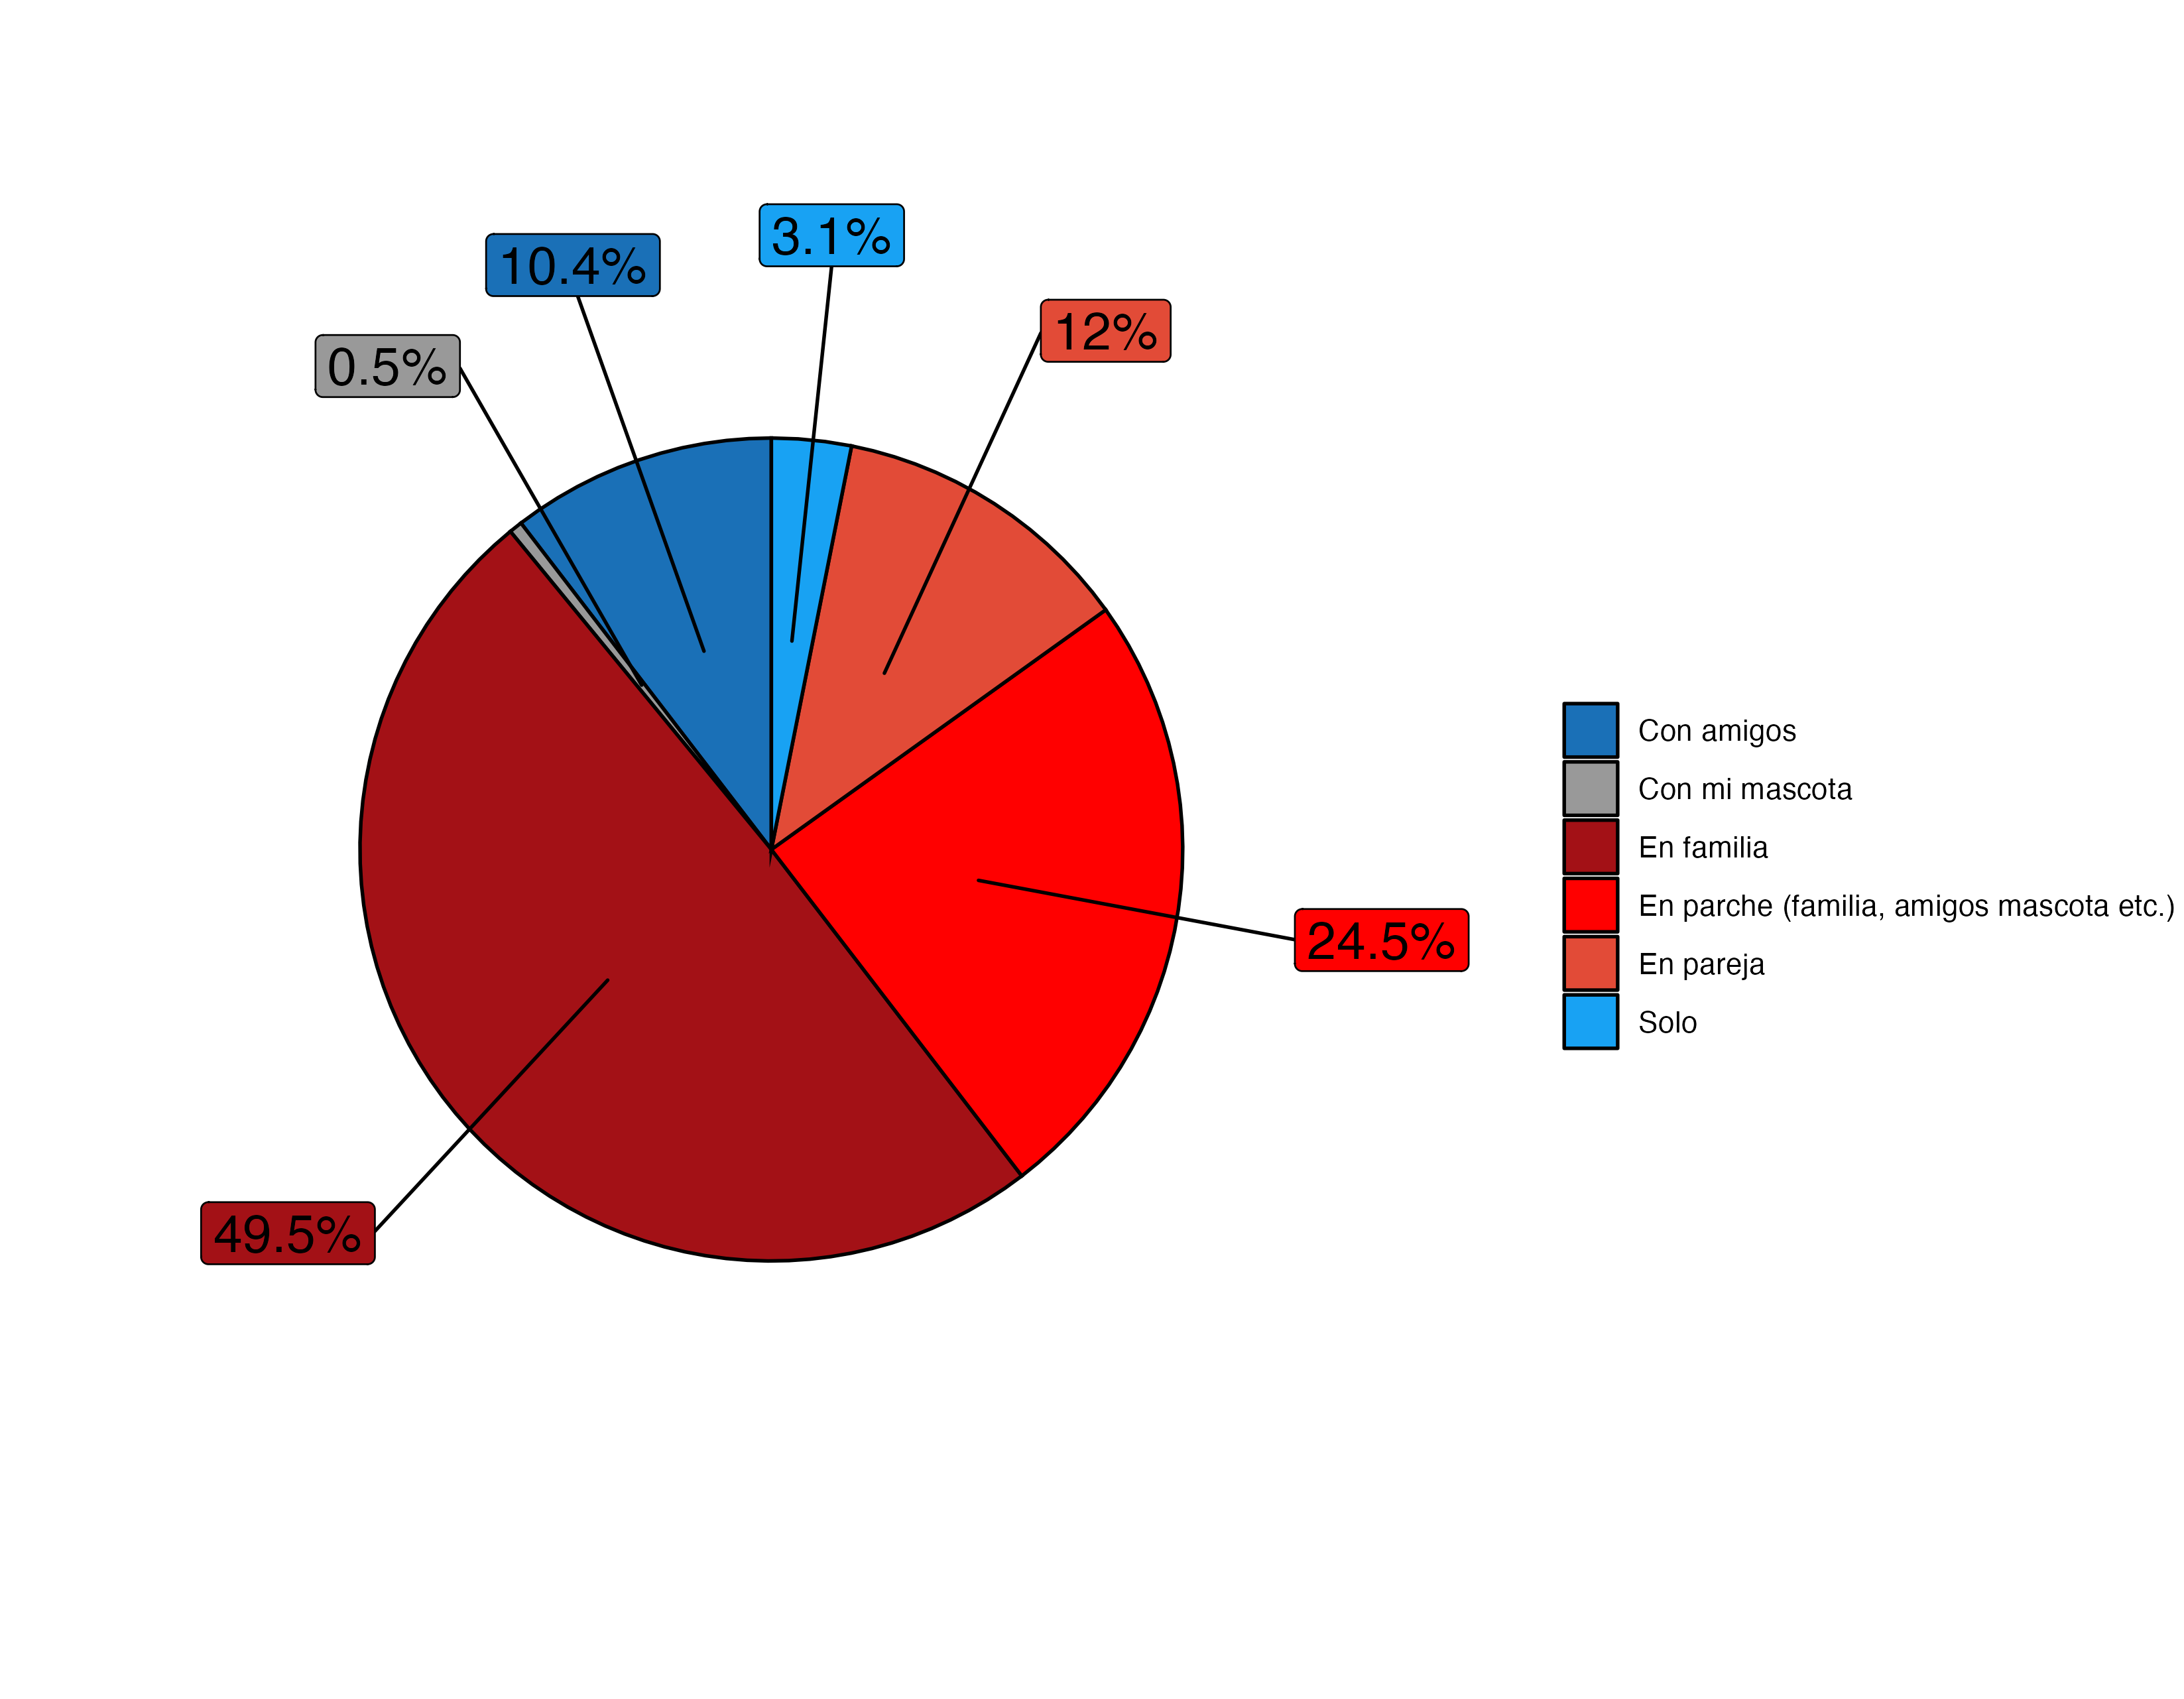 3.1%
10.4%
12%
0.5%
24.5%
49.5%
Con amigos
Con mi mascota
En familia
En parche (familia, amigos mascota etc.)
En pareja
Solo